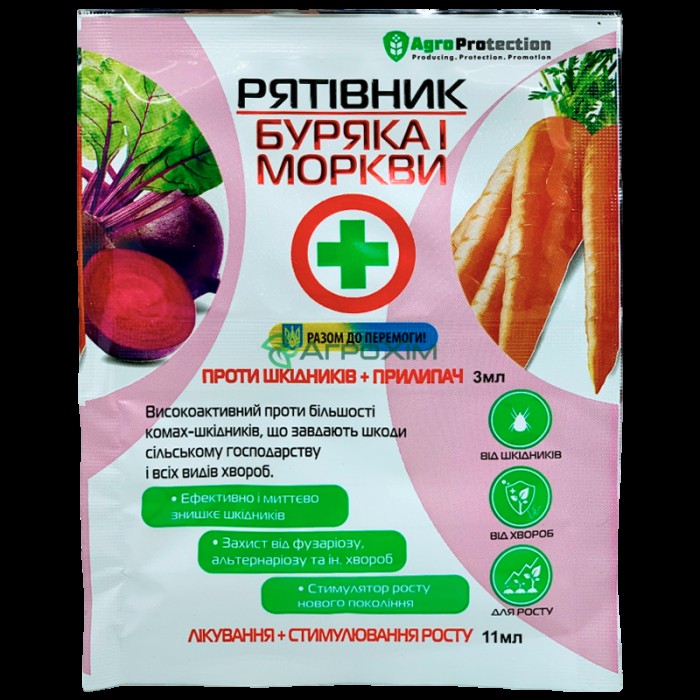 AgroProtection
Producing. Protection. Promotion
РЯТІВНИК
БУРЯКА І
МОРКВИ
РАЗОМ ДО ПЕРЕМОГИ!
АГРОХІМ
ПРОТИ ШКІДНИКІВ + ПРИЛИПАЧ 3мл
Високоактивний проти більшості
комах-шкідників, що завдають шкоди
сільському господарству
і всіх видів хвороб.
ВІД ШКІДНИКІВ
• Ефективно і миттєво
знищує шкідників
ВІД ХВОРОБ
• Захист від фузаріозу,
альтернаріозу та ін. хвороб
• Стимулятор росту
нового покоління
ДЛЯ РОСТУ
ЛІКУВАННЯ + СТИМУЛЮВАННЯ РОСТУ 11мл